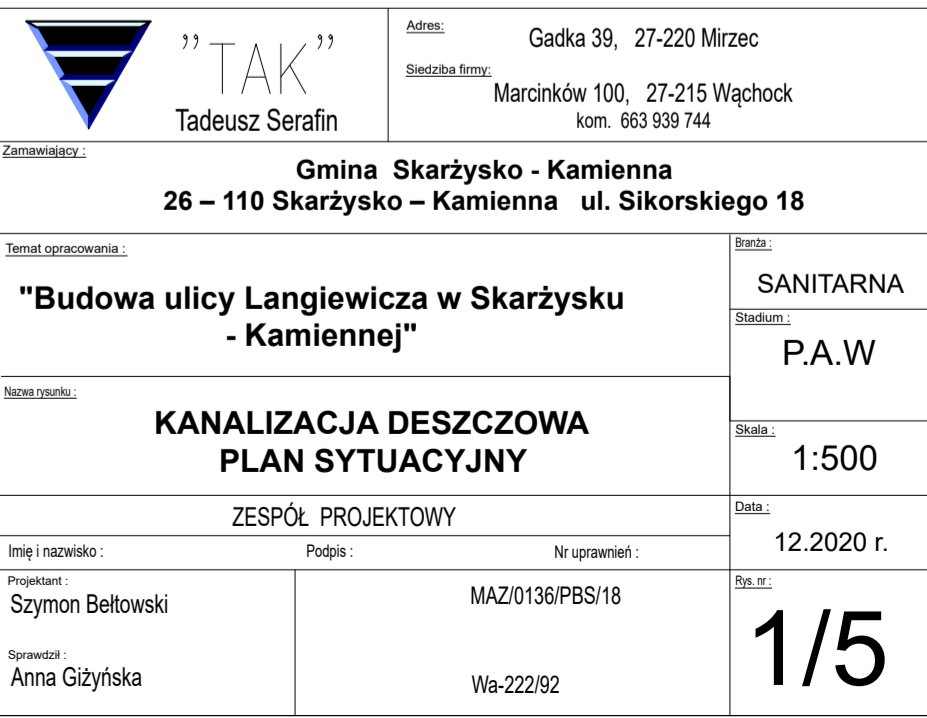 "TAK"
Tadeusz Serafin
Adres:
Gadka 39, 27-220 Mirzec
Siedziba firmy:
Marcinków 100, 27-215 Wąchock
kom. 663 939 744
Zamawiający :
Gmina Skarżysko - Kamienna
26 – 110 Skarżysko – Kamienna ul. Sikorskiego 18
Temat opracowania :
"Budowa ulicy Langiewicza w Skarżysku
- Kamiennej"
Branża :
SANITARNA
Stadium :
P.A.W
Nazwa rysunku :
KANALIZACJA DESZCZOWA
PLAN SYTUACYJNY
Skala :
1:500
ZESPÓŁ PROJEKTOWY
Data :
12.2020 r.
Imię i nazwisko : Podpis : Nr uprawnień :
Projektant :
Szymon Bełtowski MAZ/0136/PBS/18
Sprawdził :
Anna Giżyńska Wa-222/92
Rys. nr :
1/5